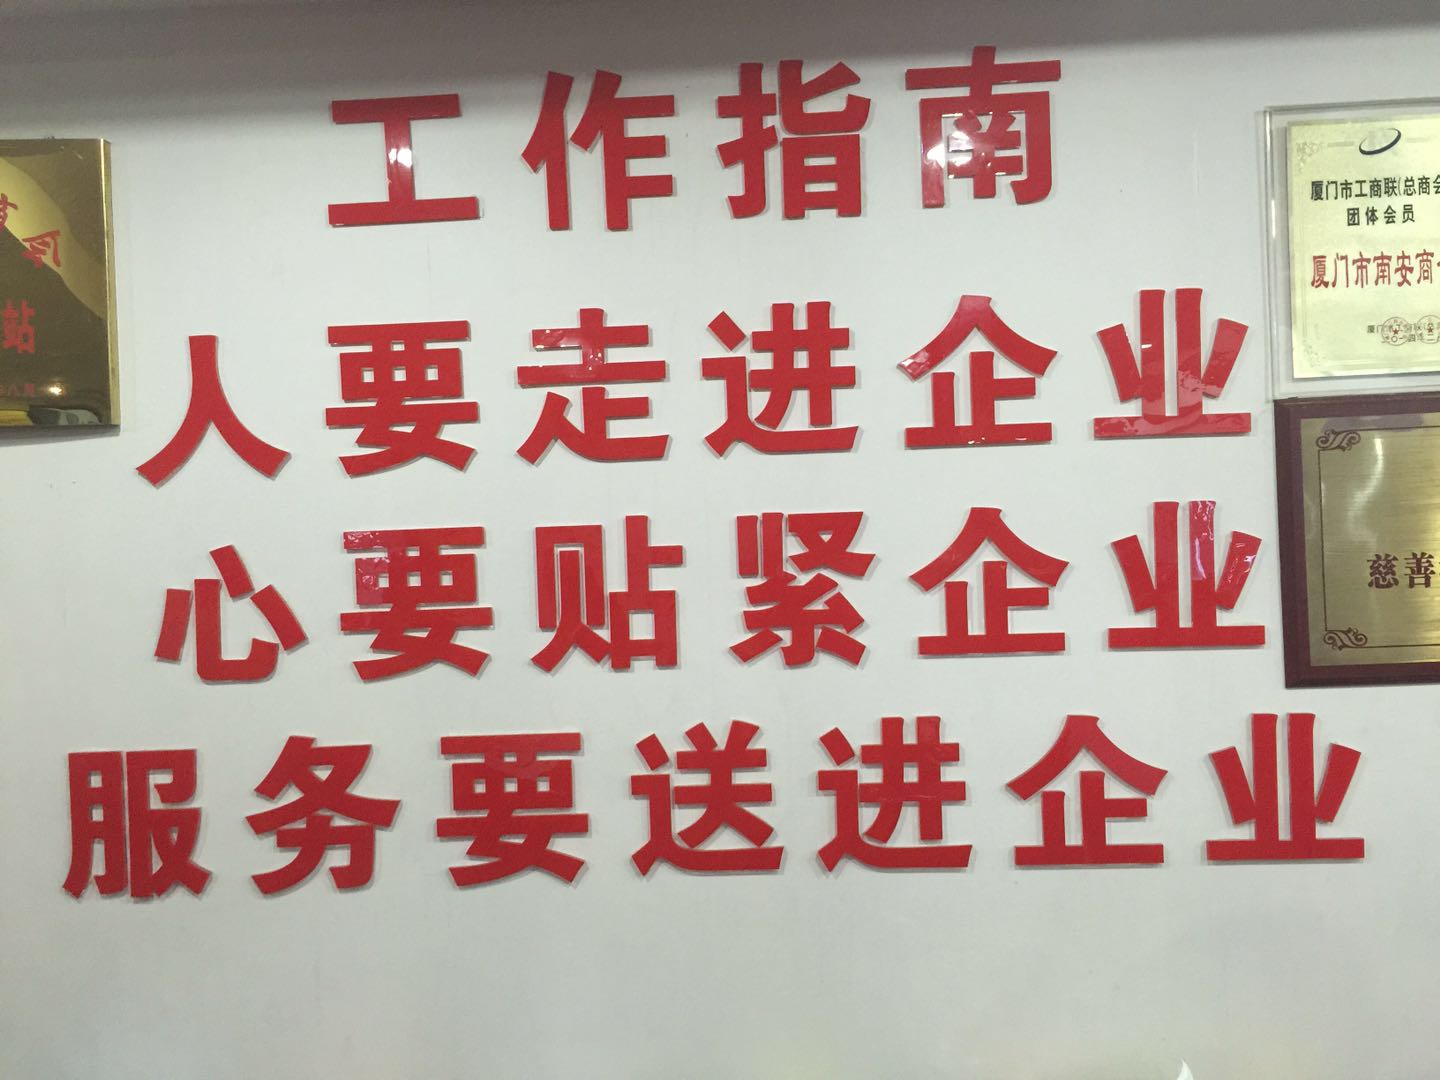 工作指南
人要走进企业
心要贴紧企业
服务要送进企业
站
厦门市工商联(总商会
团体会员
厦门市南安商
慈善